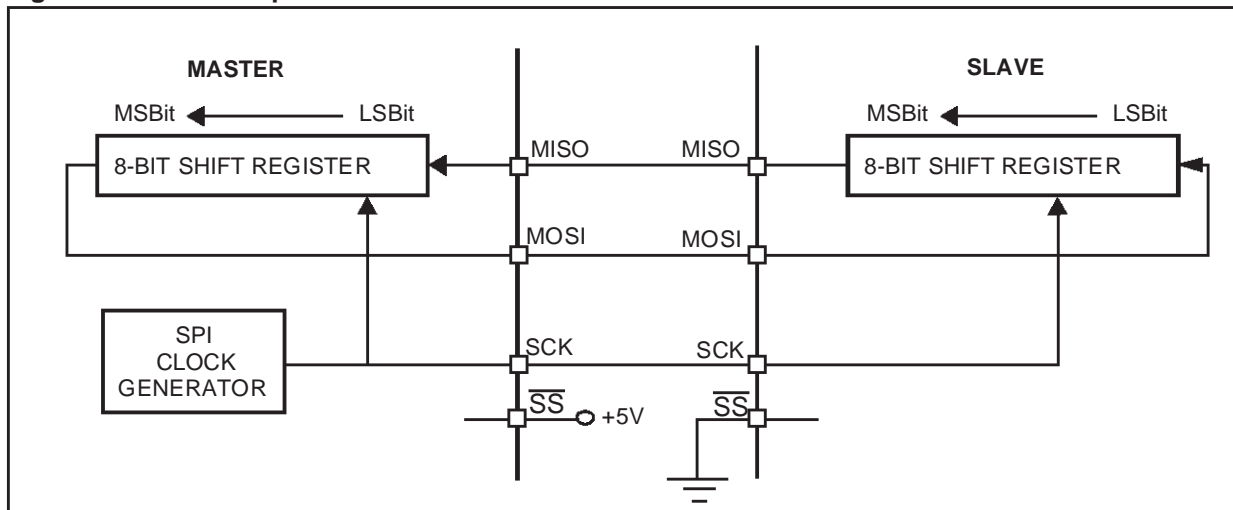 MASTER
SLAVE
MSBit
LSBit
MSBit
LSBit
8-BIT SHIFT REGISTER
MISO
MISO
8-BIT SHIFT REGISTER
MOSI
MOSI
SPI
CLOCK
GENERATOR
SCK
SCK
SS
+5V
SS